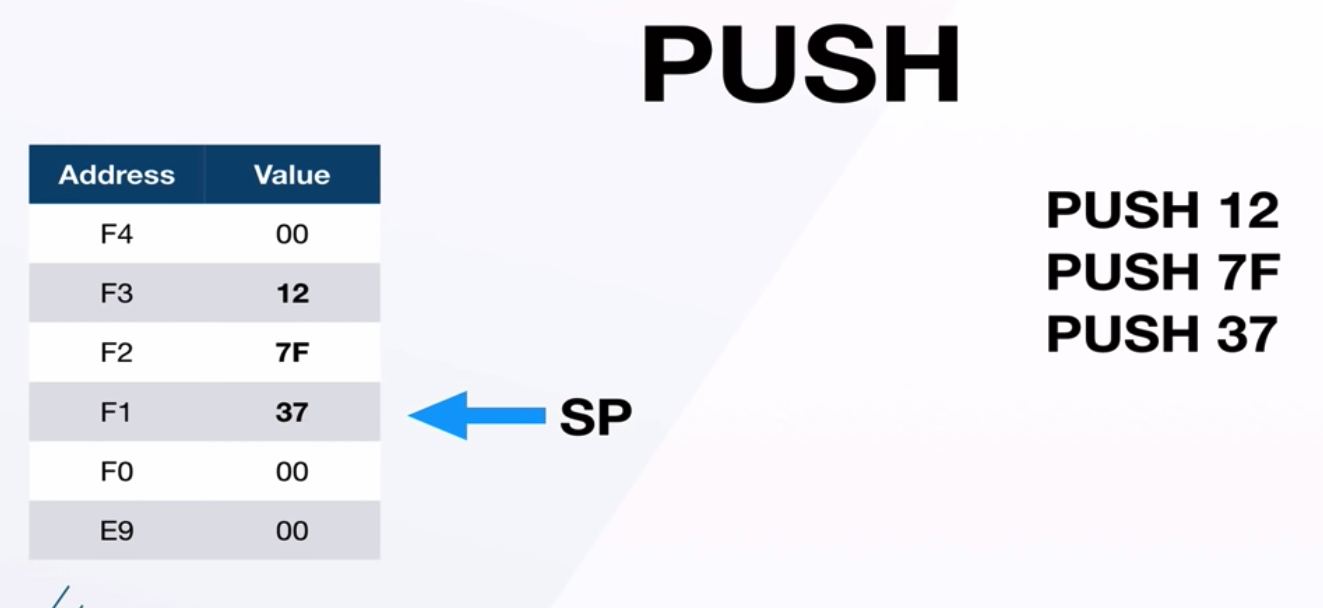 PUSH
Address Value
F4 00
F3 12
F2 7F
F1 37
F0 00
E9 00
SP
PUSH 12
PUSH 7F
PUSH 37